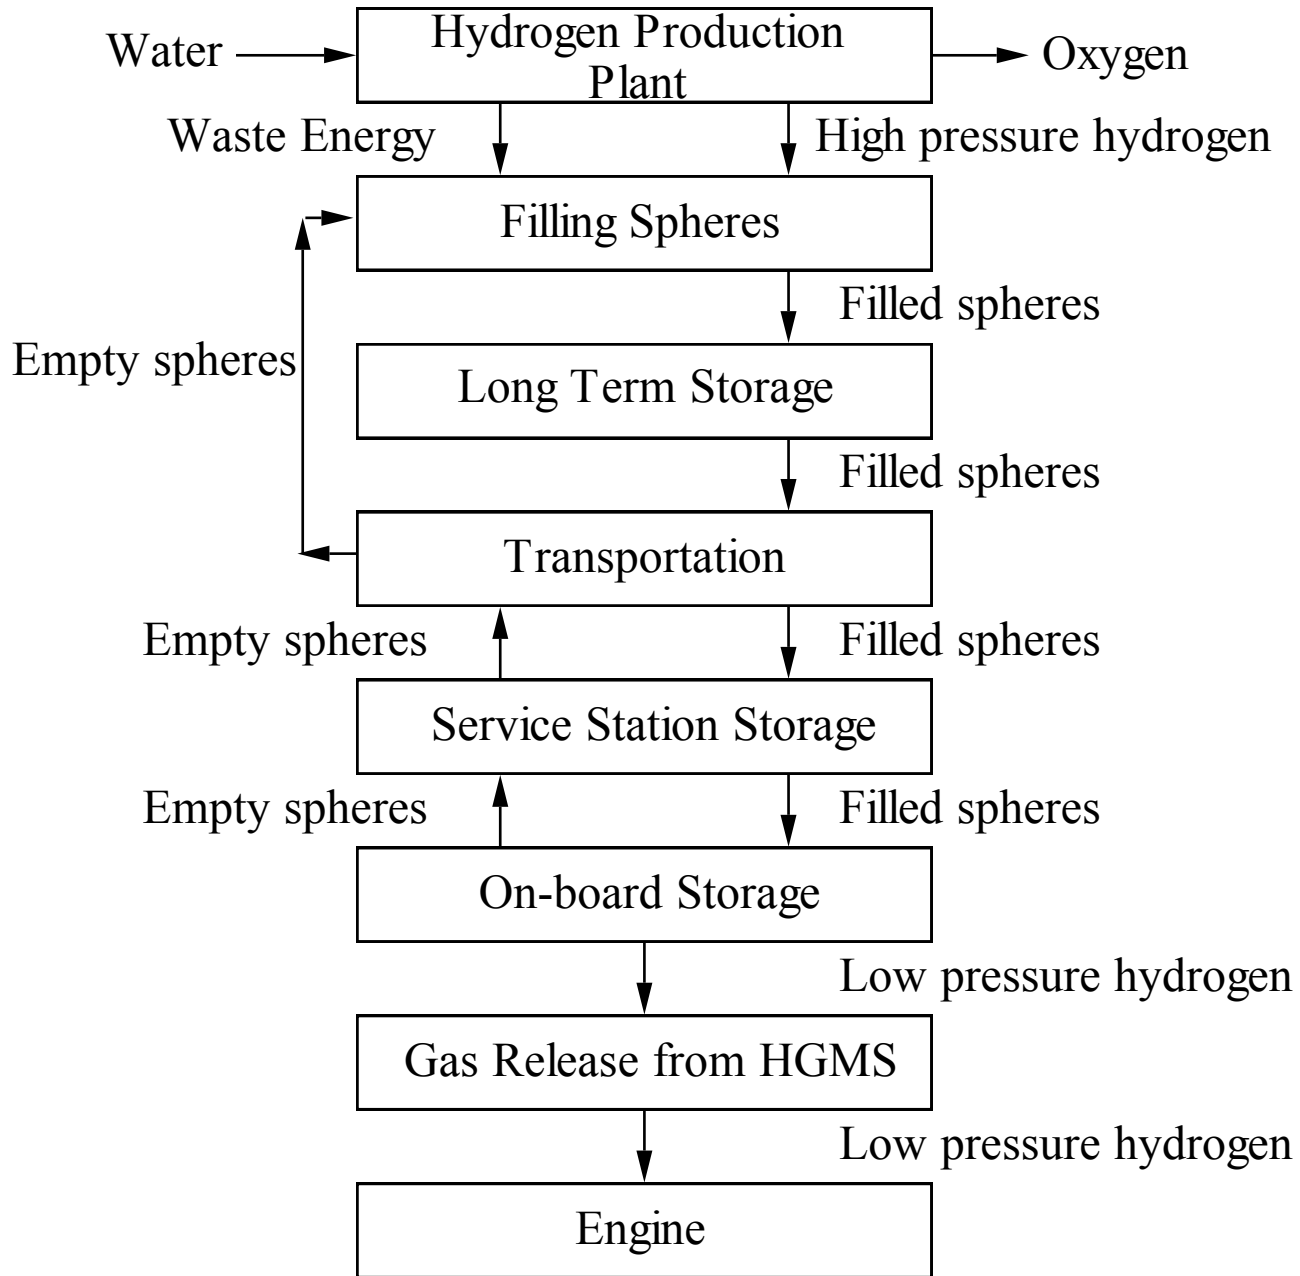 Water
Hydrogen Production
Plant
Oxygen
Waste Energy
High pressure hydrogen
Filling Spheres
Filled spheres
Empty spheres
Long Term Storage
Filled spheres
Transportation
Empty spheres
Filled spheres
Service Station Storage
Empty spheres
Filled spheres
On-board Storage
Low pressure hydrogen
Gas Release from HGMS
Low pressure hydrogen
Engine